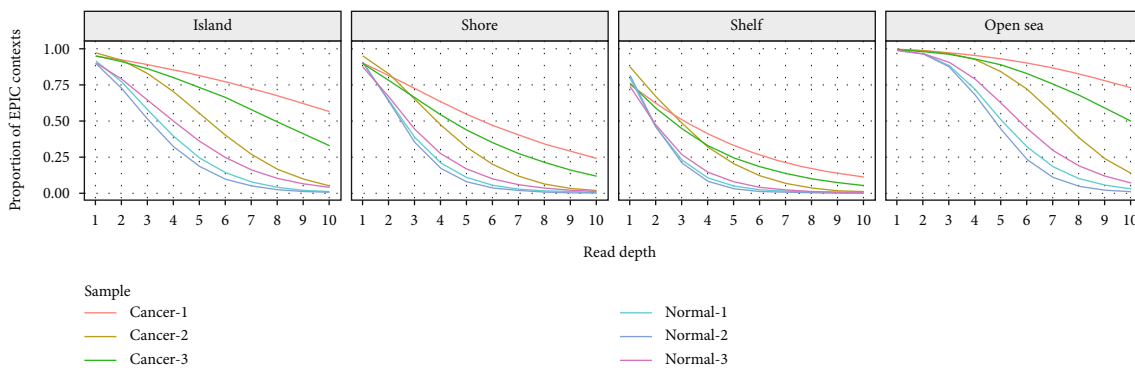 Island Shore Shelf Open sea
Proportion of EPIC contexts
1.00
0.75
0.50
0.25
0.00
1 2 3 4 5 6 7 8 9 10 1 2 3 4 5 6 7 8 9 10 1 2 3 4 5 6 7 8 9 10 1 2 3 4 5 6 7 8 9 10
Read depth
Sample
Cancer-1 Normal-1
Cancer-2 Normal-2
Cancer-3 Normal-3